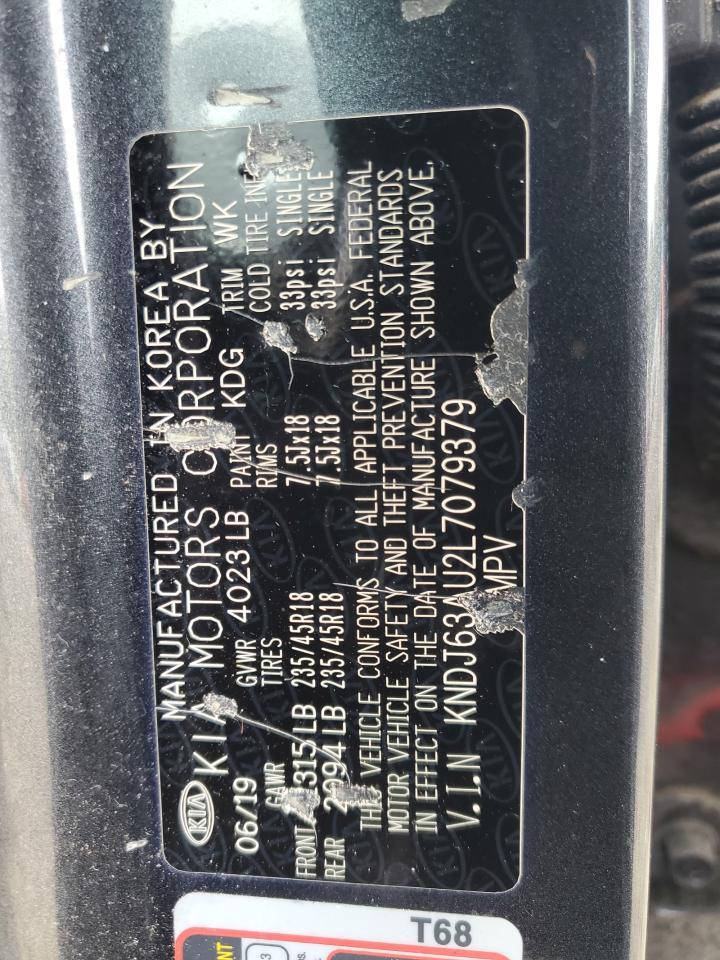 KIA
MANUFACTURED IN KOREA BY
KIA MOTORS CORPORATION
06/19 GVWR 4023 LB PAINT KDG TRIM WK
GAWR TIRES RIMS COLD TIRE INF
FRONT 315 LB 235/45R18 7.5Jx18 33psi SINGLE
REAR 2094 LB 235/45R18 7.5Jx18 33psi SINGLE
THIS VEHICLE CONFORMS TO ALL APPLICABLE U.S.A. FEDERAL
MOTOR VEHICLE SAFETY AND THEFT PREVENTION STANDARDS
IN EFFECT ON THE DATE OF MANUFACTURE SHOWN ABOVE.
V.I.N KNDJ63AU2L7079379
MPV
T68